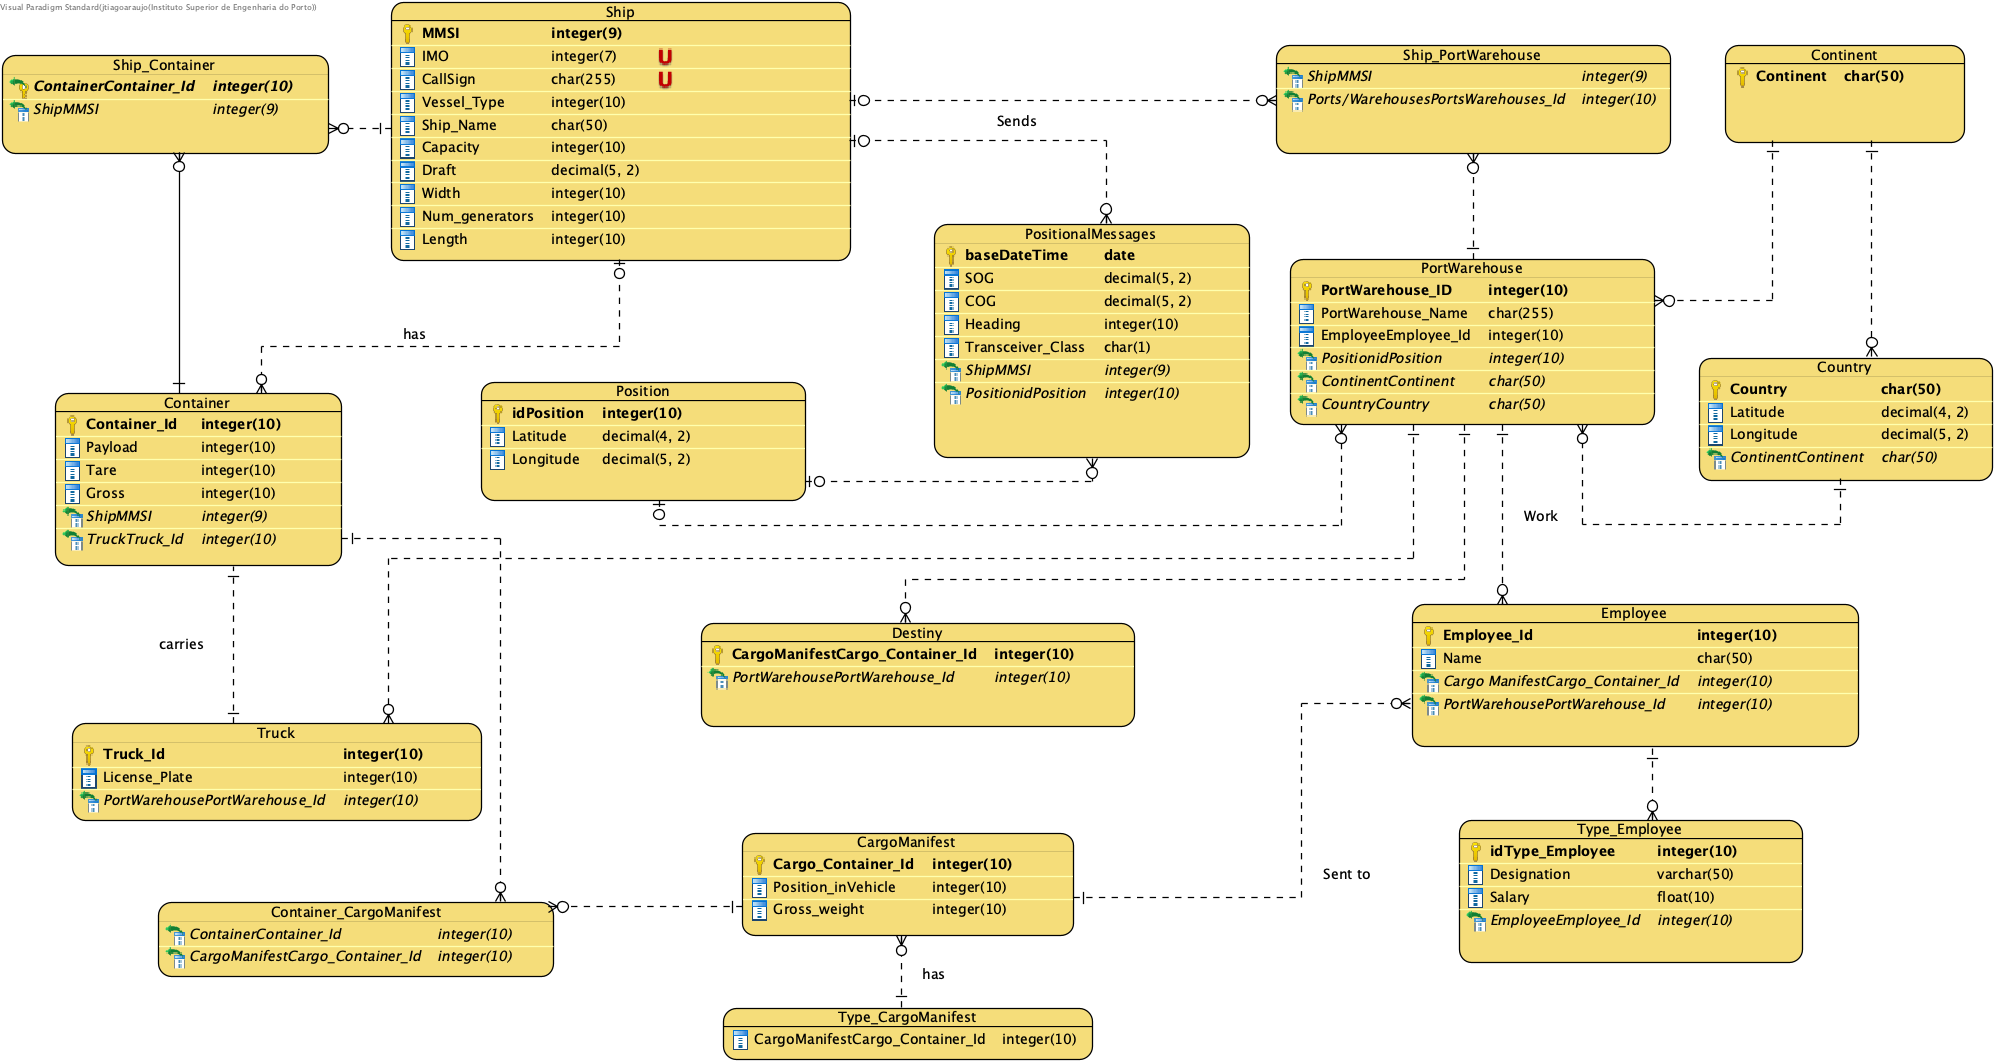 Visual Paradigm Standard(jtiagoaraujo(Instituto Superior de Engenharia do Porto))
Ship
MMSI integer(9)
IMO integer(7) U
CallSign char(255) U
Vessel_Type integer(10)
Ship_Name char(50)
Capacity integer(10)
Draft decimal(5, 2)
Width integer(10)
Num_generators integer(10)
Length integer(10)
Ship_Container
ContainerContainer_Id integer(10)
ShipMMSI integer(9)
Ship_PortWarehouse
ShipMMSI integer(9)
Ports/WarehousesPortsWarehouses_Id integer(10)
Continent
Continent char(50)
Sends
PositionalMessages
baseDateTime date
SOG decimal(5, 2)
COG decimal(5, 2)
Heading integer(10)
Transceiver_Class char(1)
ShipMMSI integer(9)
PositionidPosition integer(10)
PortWarehouse
PortWarehouse_ID integer(10)
PortWarehouse_Name char(255)
EmployeeEmployee_Id integer(10)
PositionidPosition integer(10)
ContinentContinent char(50)
CountryCountry char(50)
Country
Country char(50)
Latitude decimal(4, 2)
Longitude decimal(5, 2)
ContinentContinent char(50)
has
Container
Container_Id integer(10)
Payload integer(10)
Tare integer(10)
Gross integer(10)
ShipMMSI integer(9)
TruckTruck_Id integer(10)
Position
idPosition integer(10)
Latitude decimal(4, 2)
Longitude decimal(5, 2)
Work
carries
Destiny
CargoManifestCargo_Container_Id integer(10)
PortWarehousePortWarehouse_Id integer(10)
Employee
Employee_Id integer(10)
Name char(50)
Cargo ManifestCargo_Container_Id integer(10)
PortWarehousePortWarehouse_Id integer(10)
Truck
Truck_Id integer(10)
License_Plate integer(10)
PortWarehousePortWarehouse_Id integer(10)
CargoManifest
Cargo_Container_Id integer(10)
Position_inVehicle integer(10)
Gross_weight integer(10)
Sent to
Type_Employee
idType_Employee integer(10)
Designation varchar(50)
Salary float(10)
EmployeeEmployee_Id integer(10)
Container_CargoManifest
ContainerContainer_Id integer(10)
CargoManifestCargo_Container_Id integer(10)
has
Type_CargoManifest
CargoManifestCargo_Container_Id integer(10)